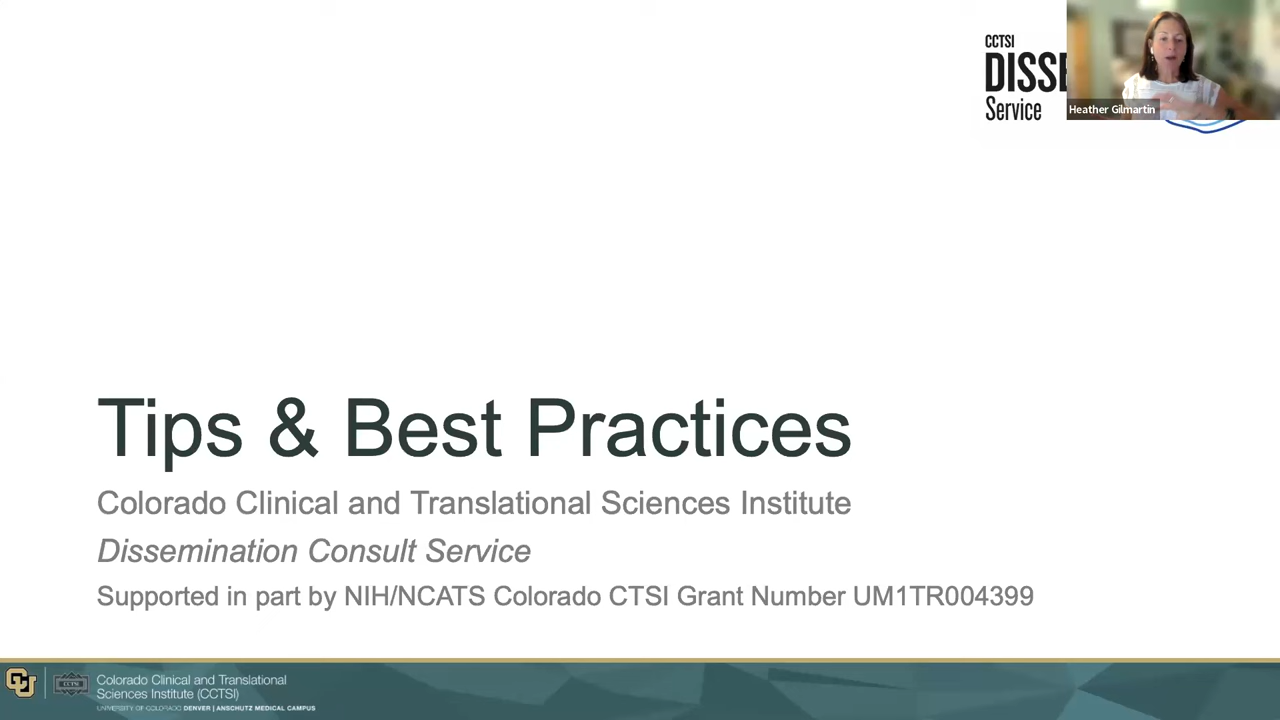 CCTSI
Service
Heather Gilmartin
Tips & Best Practices
Colorado Clinical and Translational Sciences Institute
Dissemination Consult Service
Supported in part by NIH/NCATS Colorado CTSI Grant Number UM1TR004399
CU
CCTSI
Colorado Clinical and Translational
Sciences Institute (CCTSI)
UNIVERSITY OF COLORADO DENVER | ANSCHUTZ MEDICAL CAMPUS